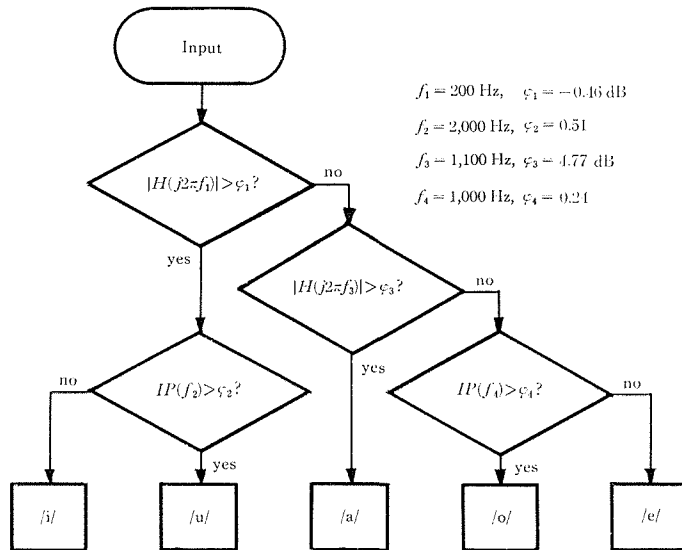 Input
f₁ = 200 Hz, φ₁ = −0.46 dB
f₂ = 2,000 Hz, φ₂ = 0.51
f₃ = 1,100 Hz, φ₃ = 4.77 dB
f₄ = 1,000 Hz, φ₄ = 0.24
|H(j2πf₁)|>φ₁?
no
yes
|H(j2πf₃)|>φ₃?
no
yes
IP(f₂)>φ₂?
no
yes
IP(f₄)>φ₄?
no
yes
/i/
/u/
/a/
/o/
/e/